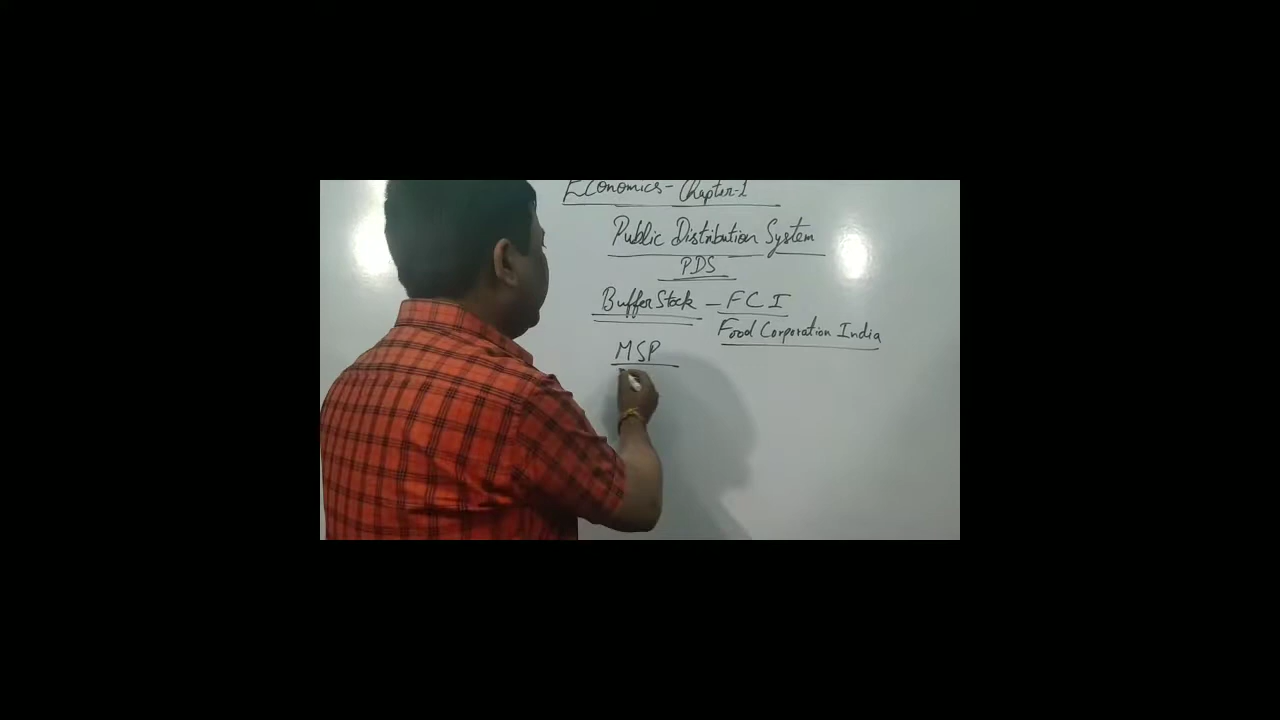 Economics - Chapter-1
Public Distribution System
PDS
Buffer Stock - FCI
Food Corporation India
MSP